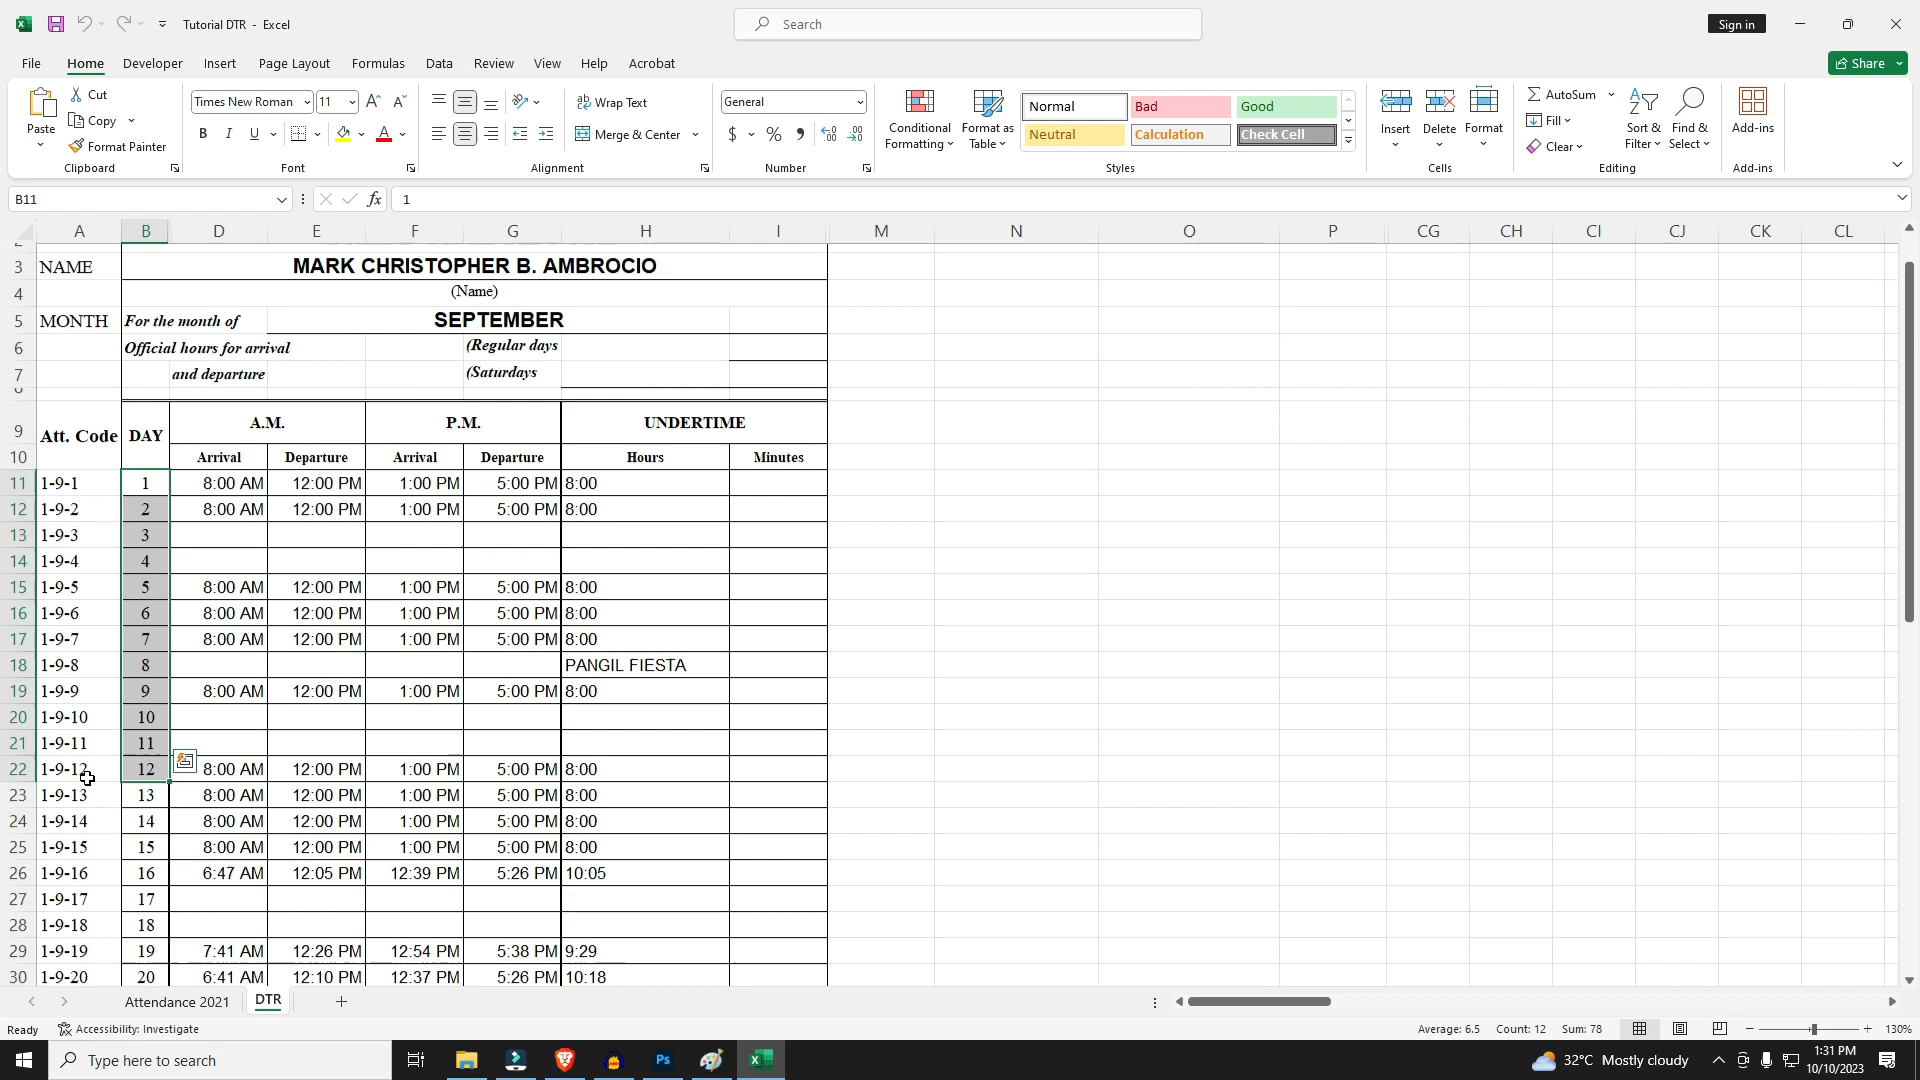 Tutorial DTR - Excel
Search
Sign in
File Home Developer Insert Page Layout Formulas Data Review View Help Acrobat
Share
Paste
Cut
Copy
Format Painter
Clipboard
Times New Roman 11
B I U
Font
Wrap Text
Merge & Center
Alignment
General
$ % ,
Number
Conditional Formatting
Format as Table
Normal Bad Good
Neutral Calculation Check Cell
Styles
Insert Delete Format
Cells
AutoSum
Fill
Clear
Sort & Filter
Find & Select
Editing
Add-ins
Add-ins
B11 fx 1
A B D E F G H I M N O P CG CH CI CJ CK CL
3 NAME MARK CHRISTOPHER B. AMBROCIO
4 (Name)
5 MONTH For the month of SEPTEMBER
6 Official hours for arrival (Regular days
7 and departure (Saturdays
9 Att. Code DAY A.M. P.M. UNDERTIME
10 Arrival Departure Arrival Departure Hours Minutes
11 1-9-1 1 8:00 AM 12:00 PM 1:00 PM 5:00 PM 8:00
12 1-9-2 2 8:00 AM 12:00 PM 1:00 PM 5:00 PM 8:00
13 1-9-3 3
14 1-9-4 4
15 1-9-5 5 8:00 AM 12:00 PM 1:00 PM 5:00 PM 8:00
16 1-9-6 6 8:00 AM 12:00 PM 1:00 PM 5:00 PM 8:00
17 1-9-7 7 8:00 AM 12:00 PM 1:00 PM 5:00 PM 8:00
18 1-9-8 8 PANGIL FIESTA
19 1-9-9 9 8:00 AM 12:00 PM 1:00 PM 5:00 PM 8:00
20 1-9-10 10
21 1-9-11 11
22 1-9-12 12 8:00 AM 12:00 PM 1:00 PM 5:00 PM 8:00
23 1-9-13 13 8:00 AM 12:00 PM 1:00 PM 5:00 PM 8:00
24 1-9-14 14 8:00 AM 12:00 PM 1:00 PM 5:00 PM 8:00
25 1-9-15 15 8:00 AM 12:00 PM 1:00 PM 5:00 PM 8:00
26 1-9-16 16 6:47 AM 12:05 PM 12:39 PM 5:26 PM 10:05
27 1-9-17 17
28 1-9-18 18
29 1-9-19 19 7:41 AM 12:26 PM 12:54 PM 5:38 PM 9:29
30 1-9-20 20 6:41 AM 12:10 PM 12:37 PM 5:26 PM 10:18
Attendance 2021 DTR
Ready Accessibility: Investigate Average: 6.5 Count: 12 Sum: 78 130%
Type here to search
Ps
32°C Mostly cloudy
1:31 PM
10/10/2023